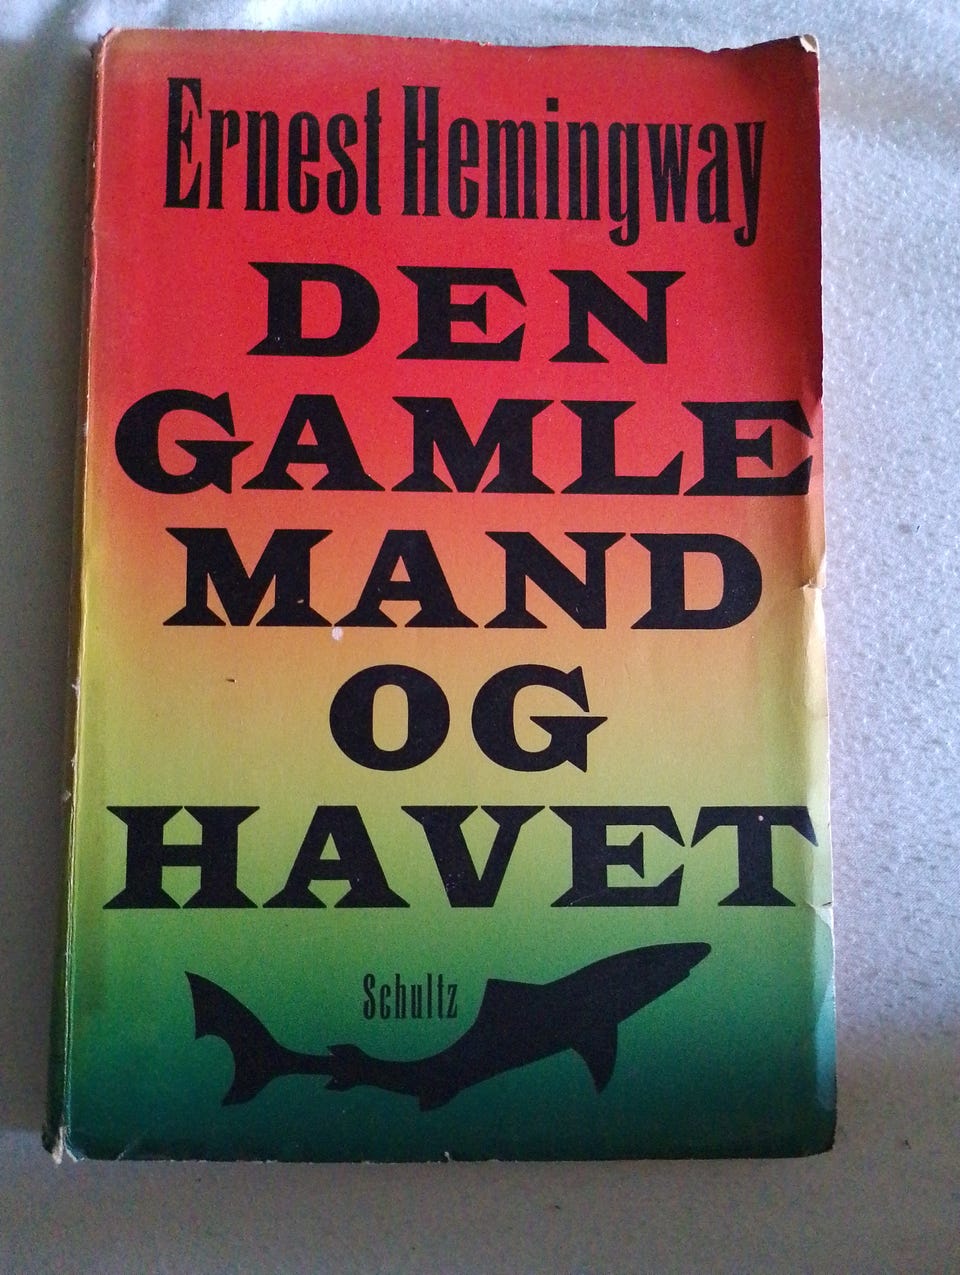 Ernest Hemingway
DEN
GAMLE
MAND
OG
HAVET
Schultz